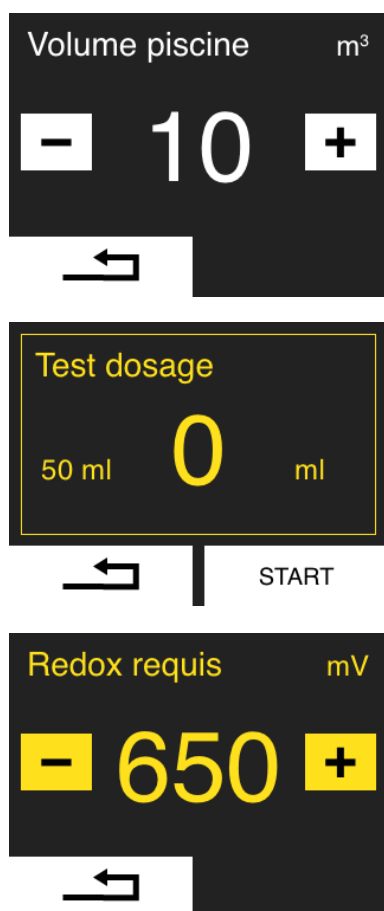 Volume piscine m³
− 10 +
Test dosage
50 ml 0 ml
START
Redox requis mV
− 650 +